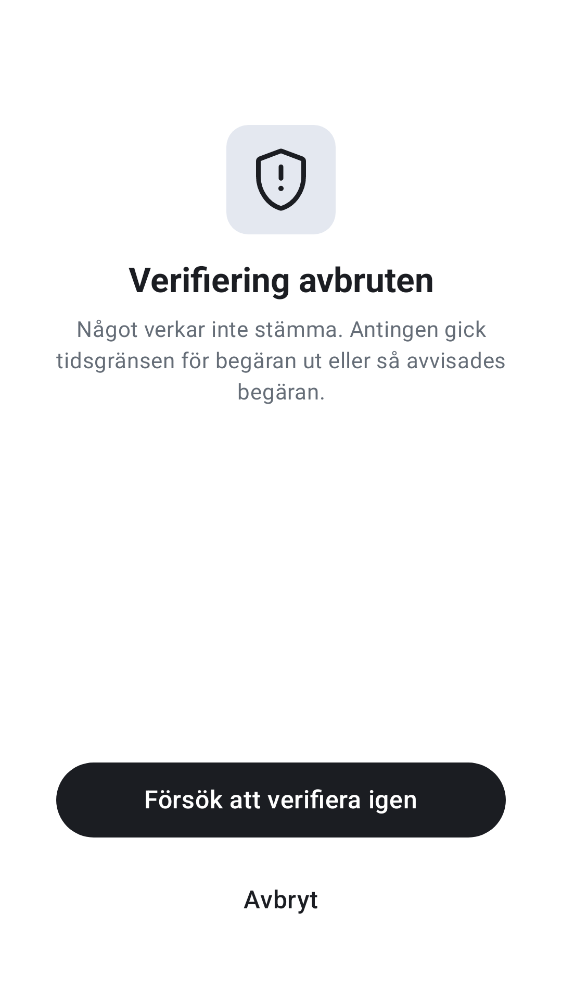 Verifiering avbruten
Något verkar inte stämma. Antingen gick
tidsgränsen för begäran ut eller så avvisades
begäran.
Försök att verifiera igen
Avbryt